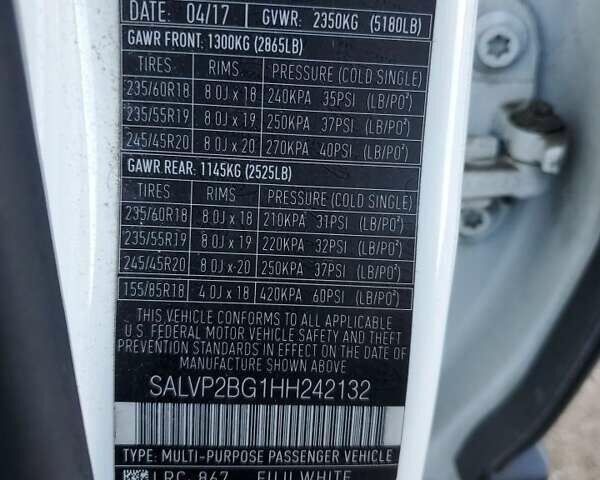 DATE: 04/17 GVWR: 2350KG (5180LB)
GAWR FRONT: 1300KG (2865LB)
TIRES RIMS PRESSURE (COLD SINGLE)
235/60R18 8.0J x 18 240KPA 35PSI (LB/PO²)
235/55R19 8.0J x 19 250KPA 37PSI (LB/PO²)
245/45R20 8.0J x 20 270KPA 40PSI (LB/PO²)
GAWR.REAR: 1145KG (2525LB)
TIRES RIMS PRESSURE (COLD SINGLE)
235/60R18 8.0J x 18 210KPA 31PSI (LB/PO²)
235/55R19 8.0J x 19 220KPA 32PSI (LB/PO²)
245/45R20 8.0J x 20 250KPA 37PSI (LB/PO²)
155/85R18 4.0J x 18 420KPA 60PSI (LB/PO²)
THIS VEHICLE CONFORMS TO ALL APPLICABLE
U.S. FEDERAL MOTOR VEHICLE SAFETY AND THEFT
PREVENTION STANDARDS IN EFFECT ON THE DATE OF
MANUFACTURE SHOWN ABOVE.
SALVP2BG1HH242132
TYPE: MULTI-PURPOSE PASSENGER VEHICLE
LRC: 867 FUJI WHITE